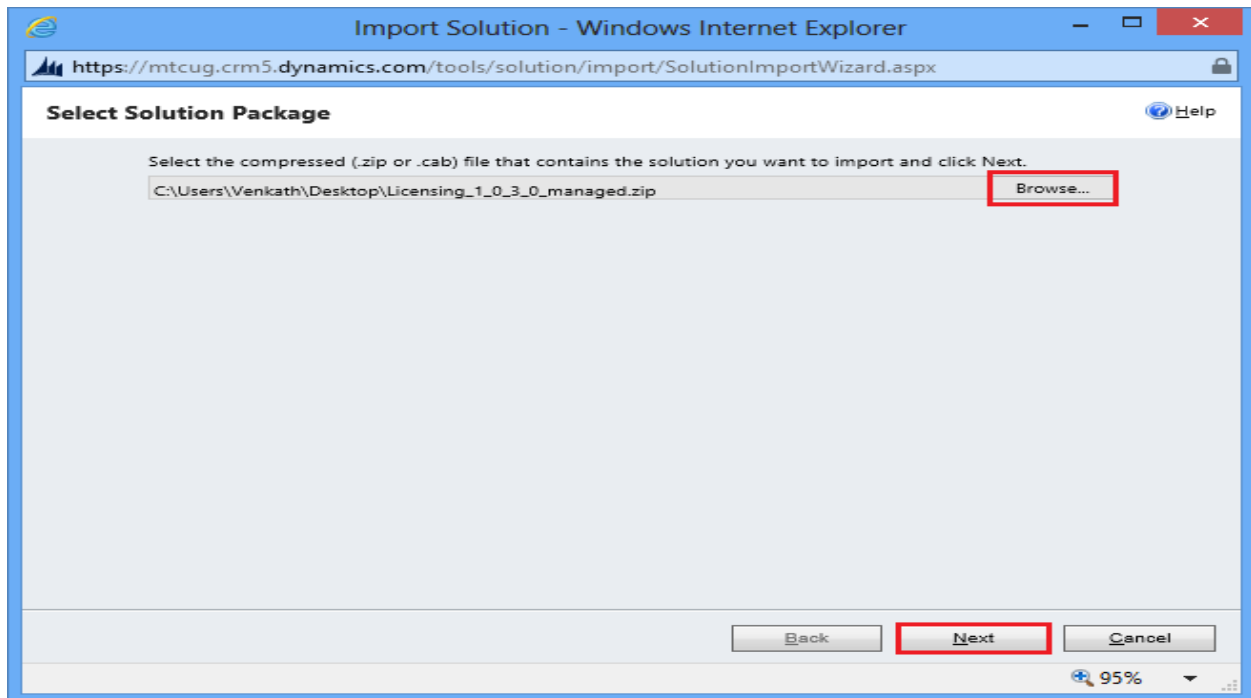 Import Solution - Windows Internet Explorer
https://mtcug.crm5.dynamics.com/tools/solution/import/SolutionImportWizard.aspx
Select Solution Package
Help
Select the compressed (.zip or .cab) file that contains the solution you want to import and click Next.
C:\Users\Venkath\Desktop\Licensing_1_0_3_0_managed.zip
Browse...
Back
Next
Cancel
95%